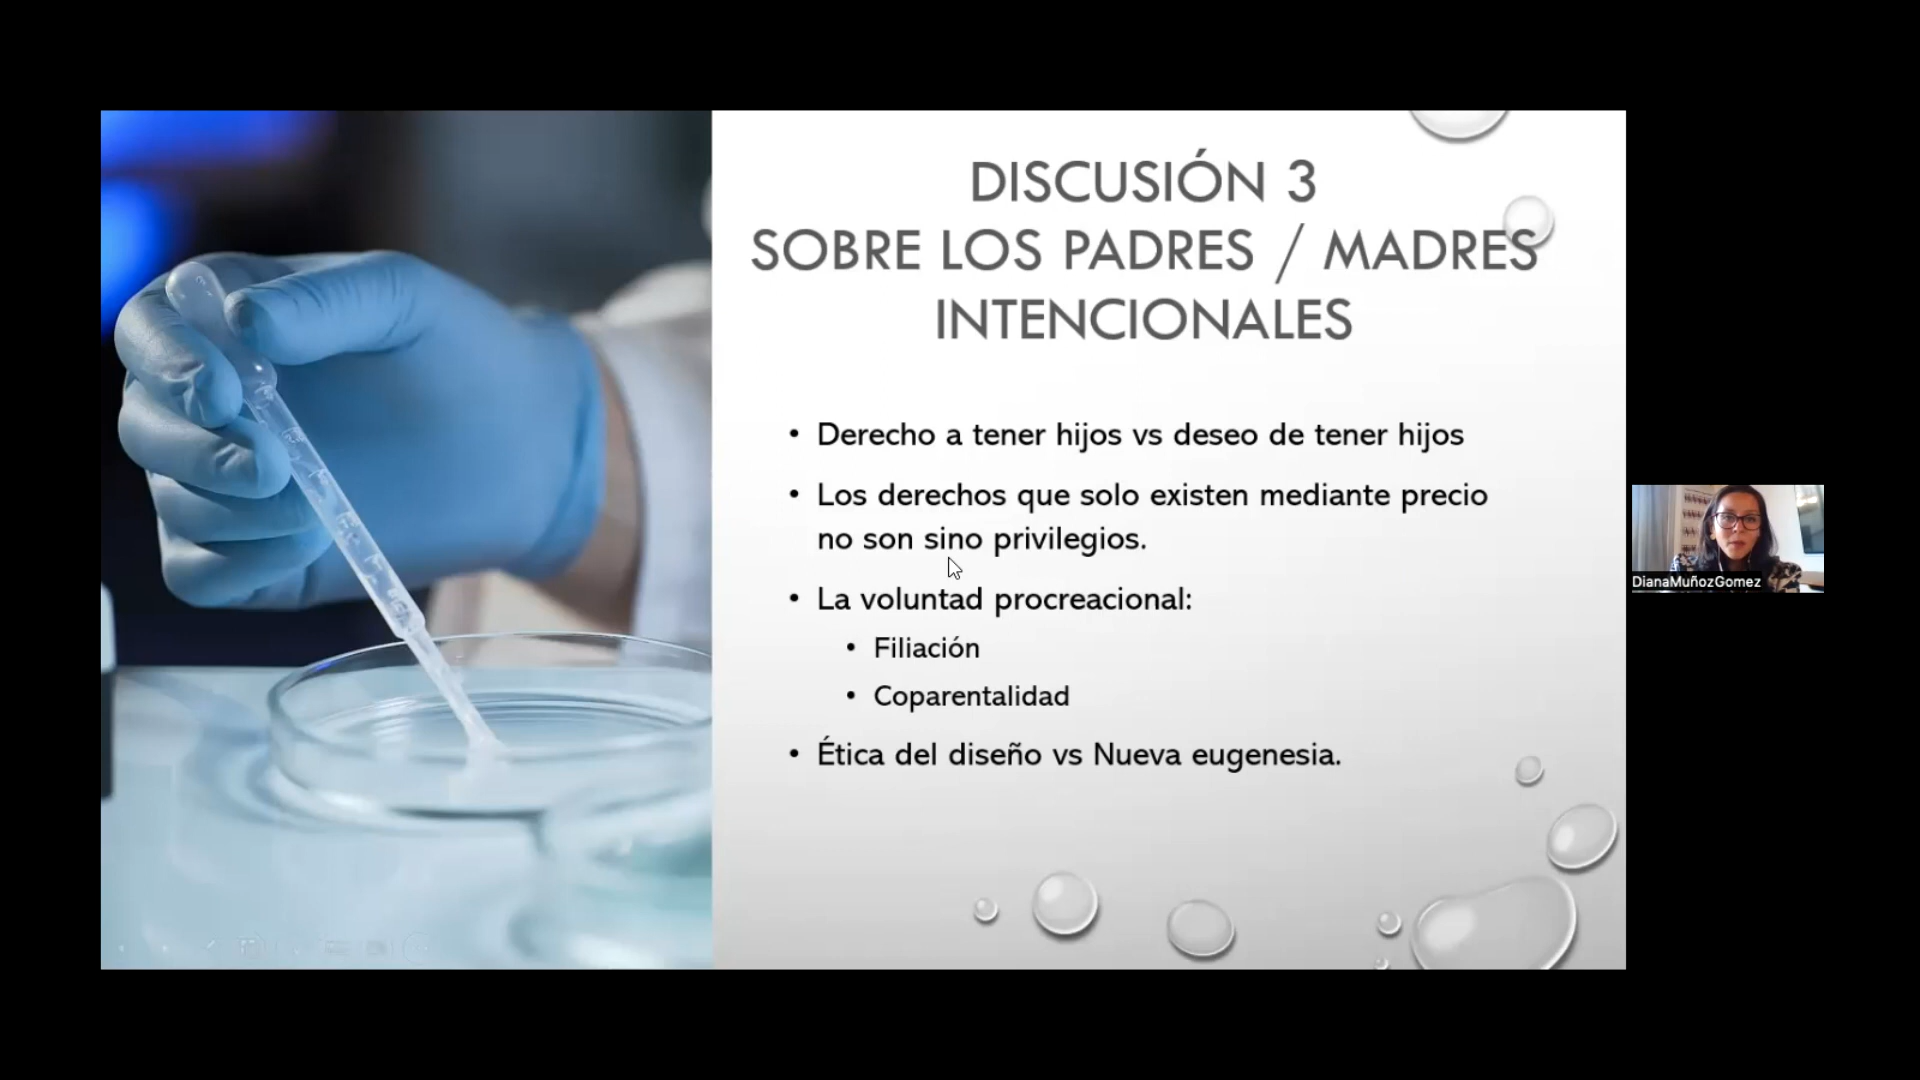 DISCUSIÓN 3
SOBRE LOS PADRES / MADRES
INTENCIONALES
• Derecho a tener hijos vs deseo de tener hijos
• Los derechos que solo existen mediante precio
no son sino privilegios.
• La voluntad procreacional:
• Filiación
• Coparentalidad
• Ética del diseño vs Nueva eugenesia.
DianaMuñozGomez